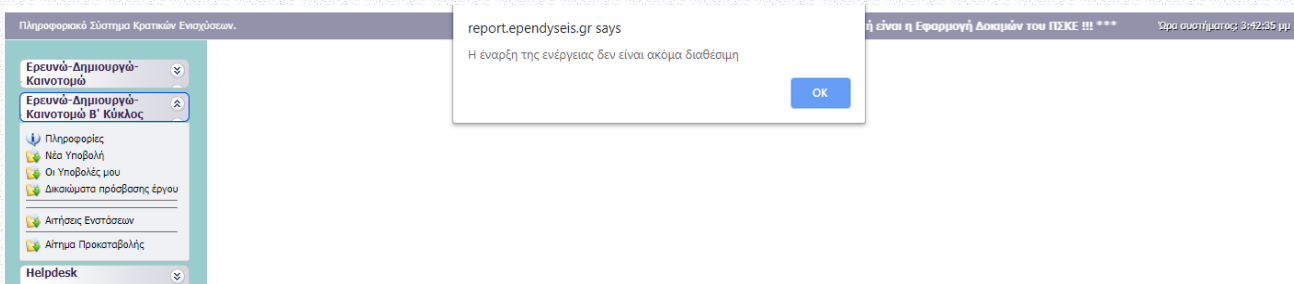 Πληροφοριακό Σύστημα Κρατικών Ενισχύσεων.
ή είναι η Εφαρμογή Δοκιμών του ΠΣΚΕ !!! ***
Ώρα συστήματος: 3:42:35 μμ
report.ependyseis.gr says
Η έναρξη της ενέργειας δεν είναι ακόμα διαθέσιμη
OK
Ερευνώ-Δημιουργώ-
Καινοτομώ
Ερευνώ-Δημιουργώ-
Καινοτομώ Β' Κύκλος
Πληροφορίες
Νέα Υποβολή
Οι Υποβολές μου
Δικαιώματα πρόσβασης έργου
Αιτήσεις Ενστάσεων
Αίτημα Προκαταβολής
Helpdesk